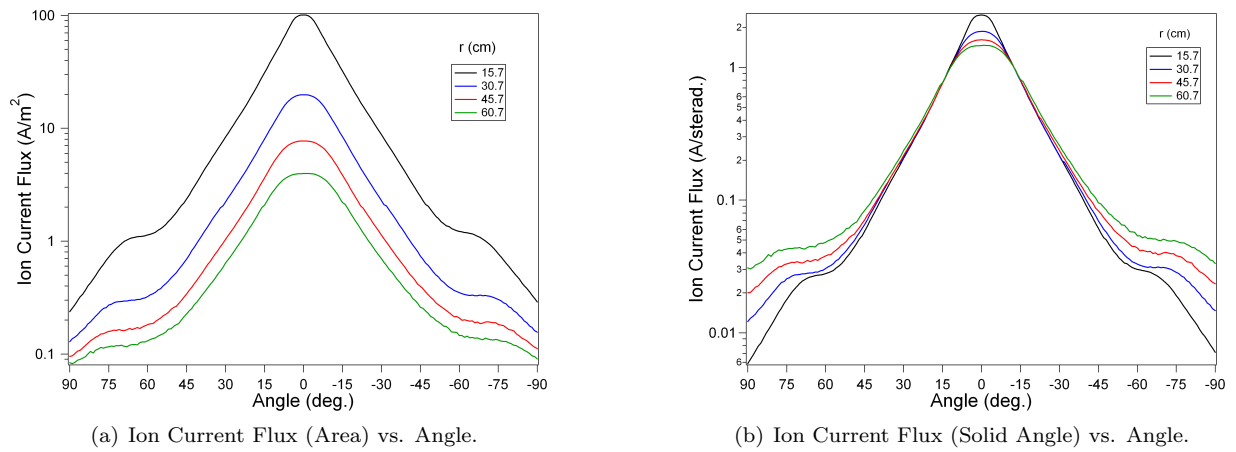 100
10
1
0.1
Ion Current Flux (A/m²)
90 75 60 45 30 15 0 -15 -30 -45 -60 -75 -90
Angle (deg.)
r (cm)
15.7
30.7
45.7
60.7
(a) Ion Current Flux (Area) vs. Angle.
2
1
6
5
4
3
2
0.1
6
5
4
3
2
0.01
6
Ion Current Flux (A/sterad.)
90 75 60 45 30 15 0 -15 -30 -45 -60 -75 -90
Angle (deg.)
r (cm)
15.7
30.7
45.7
60.7
(b) Ion Current Flux (Solid Angle) vs. Angle.